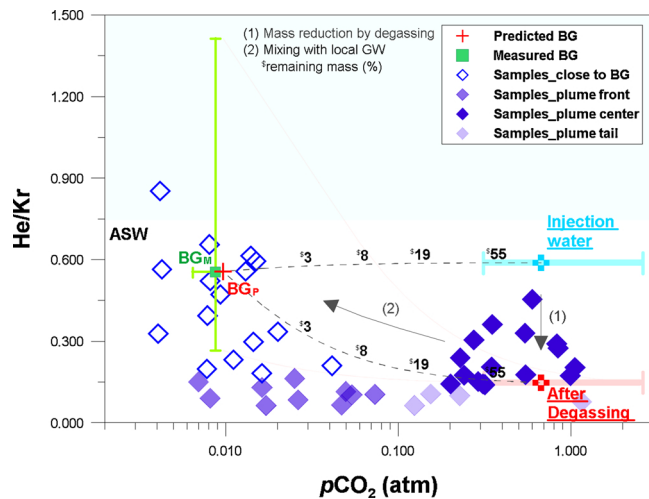 1.500
1.200
0.900
0.600
0.300
0.000
He/Kr
(1) Mass reduction by degassing
(2) Mixing with local GW
$remaining mass (%)
Predicted BG
Measured BG
Samples_close to BG
Samples_plume front
Samples_plume center
Samples_plume tail
ASW
BGM
BGP
$3
$8
$19
$55
Injection
water
(2)
(1)
$3
$8
$19
$55
After
Degassing
0.010
0.100
1.000
pCO2 (atm)